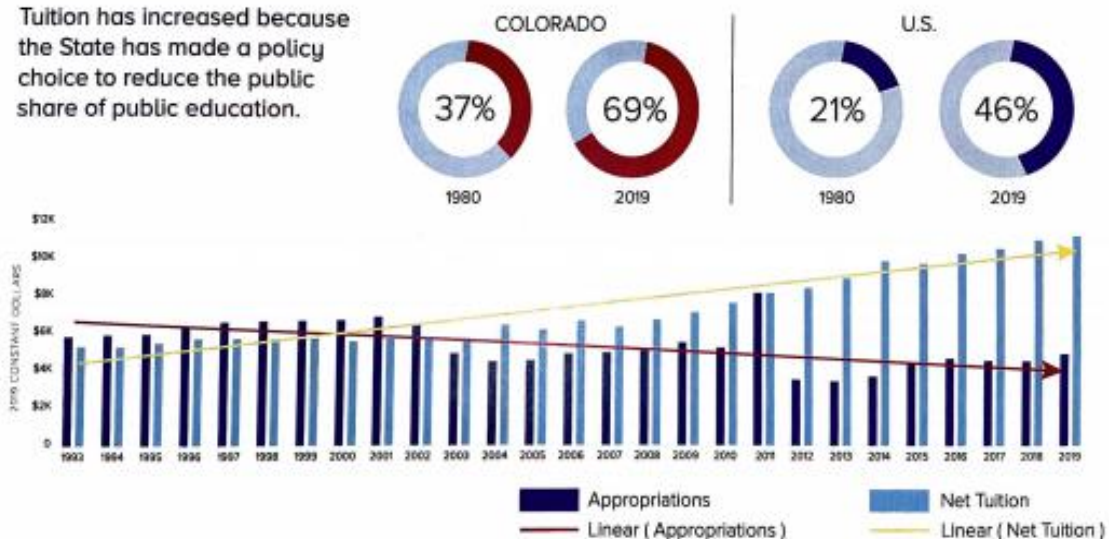 Tuition has increased because
the State has made a policy
choice to reduce the public
share of public education.
COLORADO
37%
1980
69%
2019
U.S.
21%
1980
46%
2019
2019 CONSTANT DOLLARS
$12K
$10K
$8K
$6K
$4K
$2K
0
1993 1994 1995 1996 1997 1998 1999 2000 2001 2002 2003 2004 2005 2006 2007 2008 2009 2010 2011 2012 2013 2014 2015 2016 2017 2018 2019
Appropriations
Net Tuition
Linear ( Appropriations )
Linear ( Net Tuition )